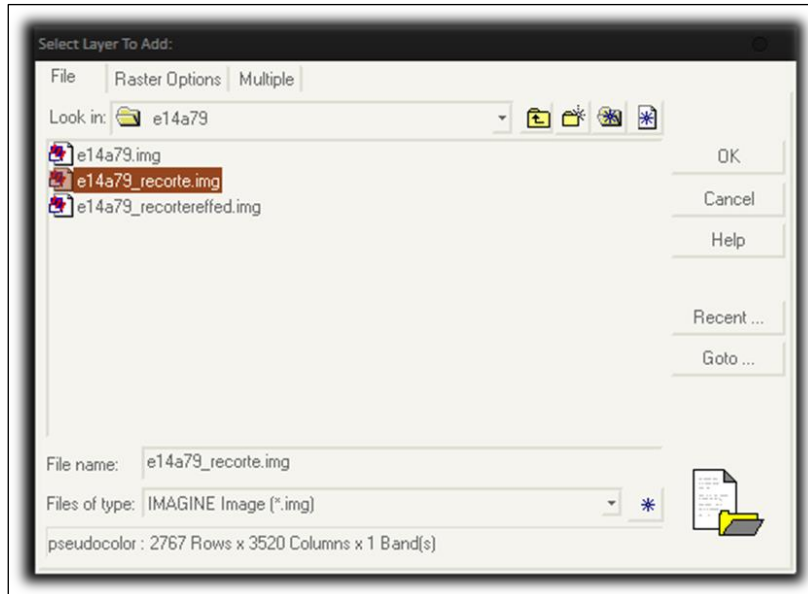 Select Layer To Add:
File Raster Options Multiple
Look in: e14a79
e14a79.img
e14a79_recorte.img
e14a79_recortereffed.img
OK
Cancel
Help
Recent ...
Goto ...
File name: e14a79_recorte.img
Files of type: IMAGINE Image (*.img)
pseudocolor : 2767 Rows x 3520 Columns x 1 Band(s)